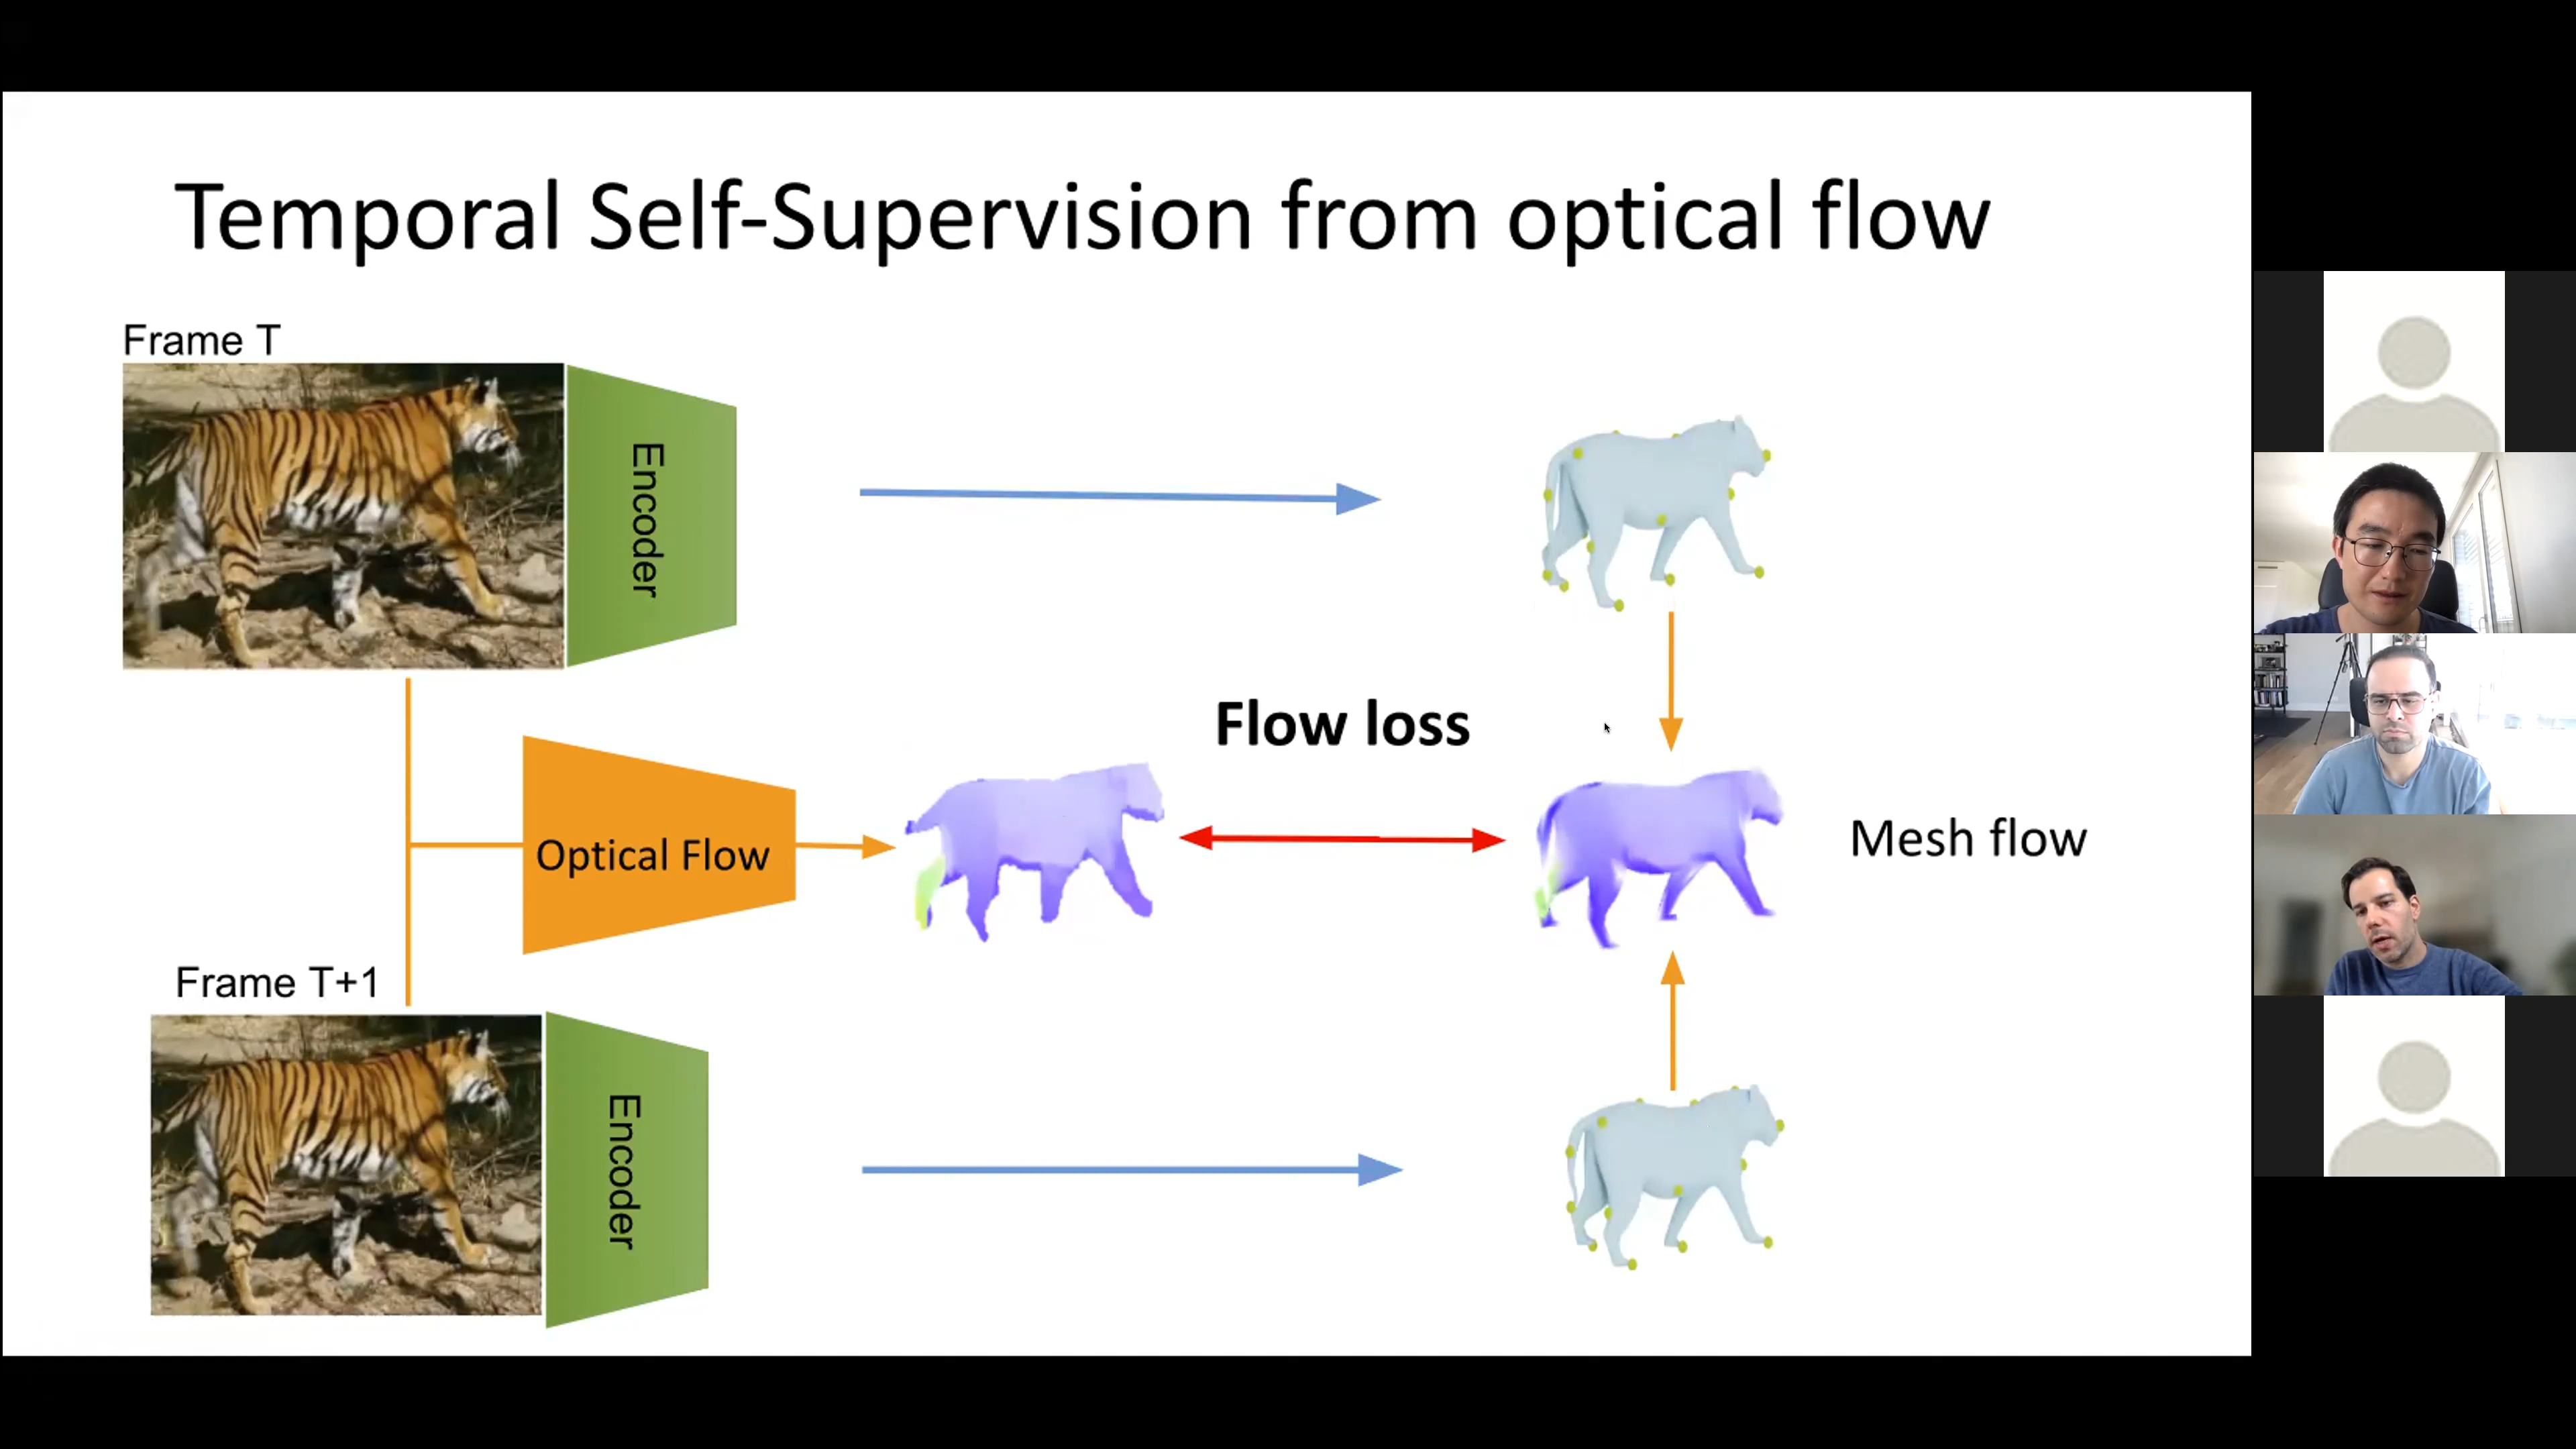 Temporal Self-Supervision from optical flow
Frame T
Encoder
Flow loss
Optical Flow
Mesh flow
Frame T+1
Encoder